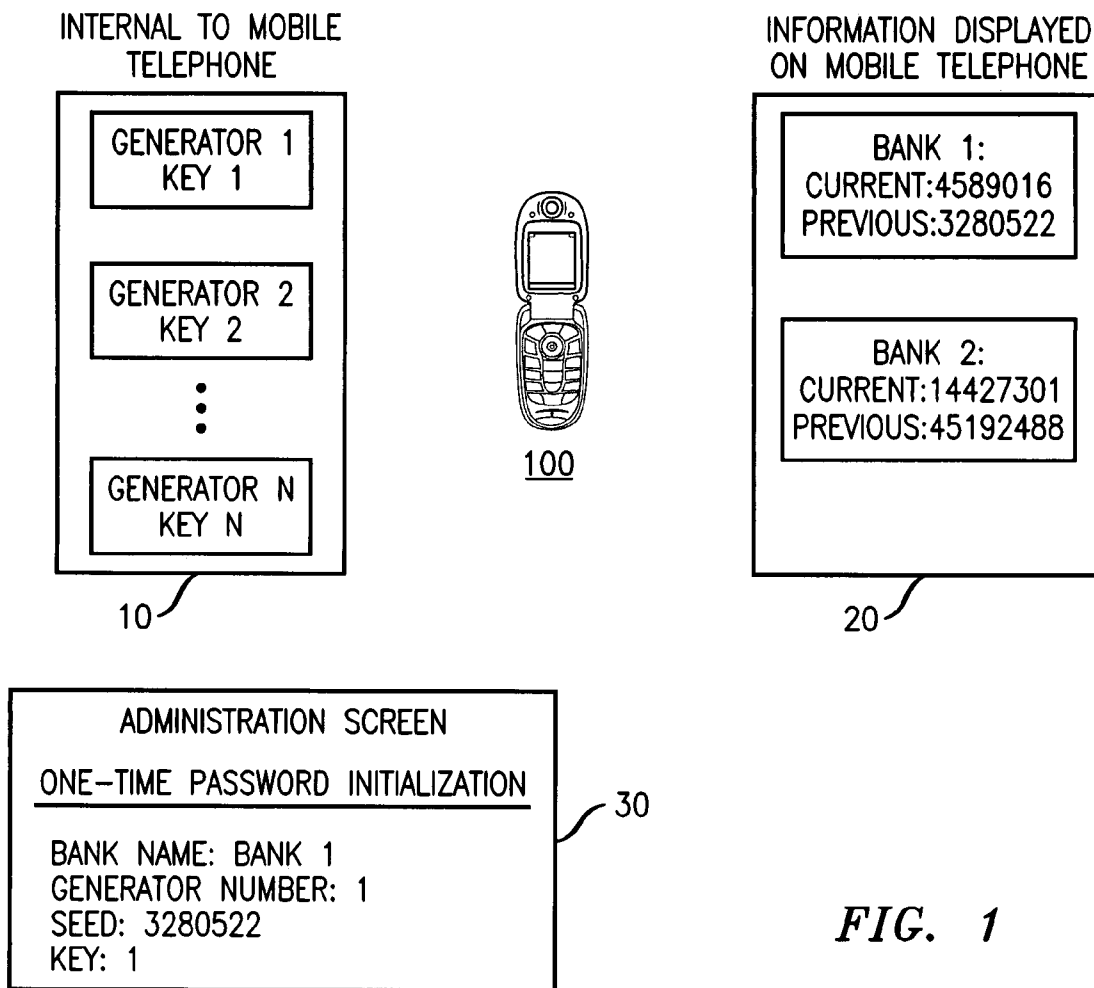 INTERNAL TO MOBILE
TELEPHONE
GENERATOR 1
KEY 1
GENERATOR 2
KEY 2
GENERATOR N
KEY N
10
100
INFORMATION DISPLAYED
ON MOBILE TELEPHONE
BANK 1:
CURRENT:4589016
PREVIOUS:3280522
BANK 2:
CURRENT:14427301
PREVIOUS:45192488
20
ADMINISTRATION SCREEN
ONE-TIME PASSWORD INITIALIZATION
BANK NAME: BANK 1
GENERATOR NUMBER: 1
SEED: 3280522
KEY: 1
30
FIG. 1